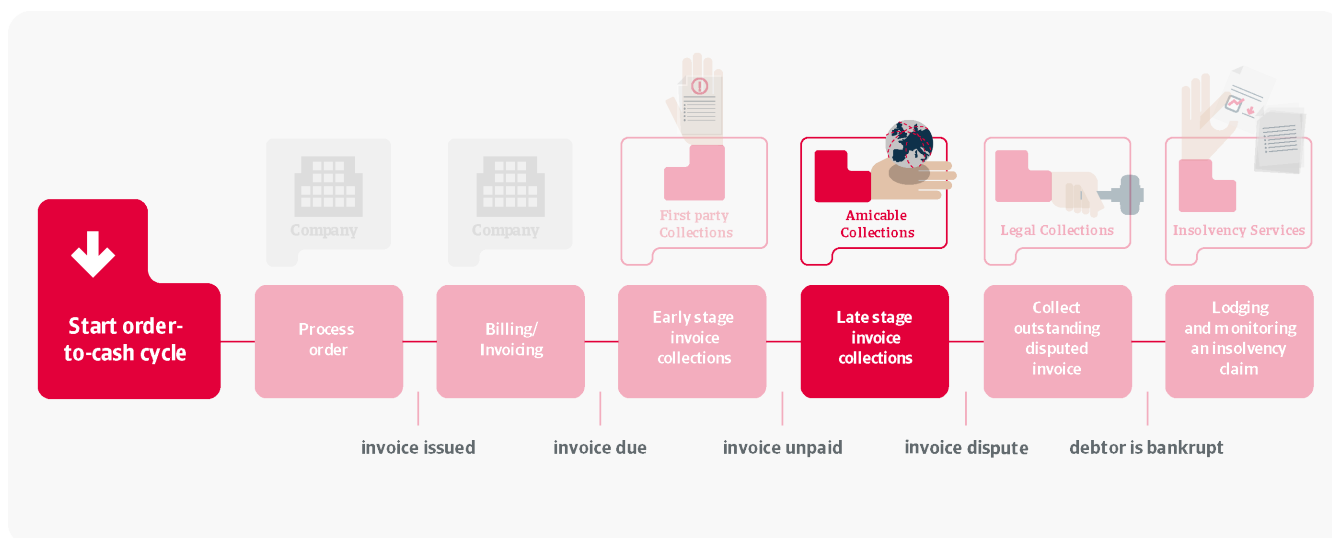 Company
Company
First party
Collections
Amicable
Collections
Legal Collections
Insolvency Services
Start order-
to-cash cycle
Process
order
Billing/
Invoicing
Early stage
invoice
collections
Late stage
invoice
collections
Collect
outstanding
disputed
invoice
Lodging
and monitoring
an insolvency
claim
invoice issued
invoice due
invoice unpaid
invoice dispute
debtor is bankrupt